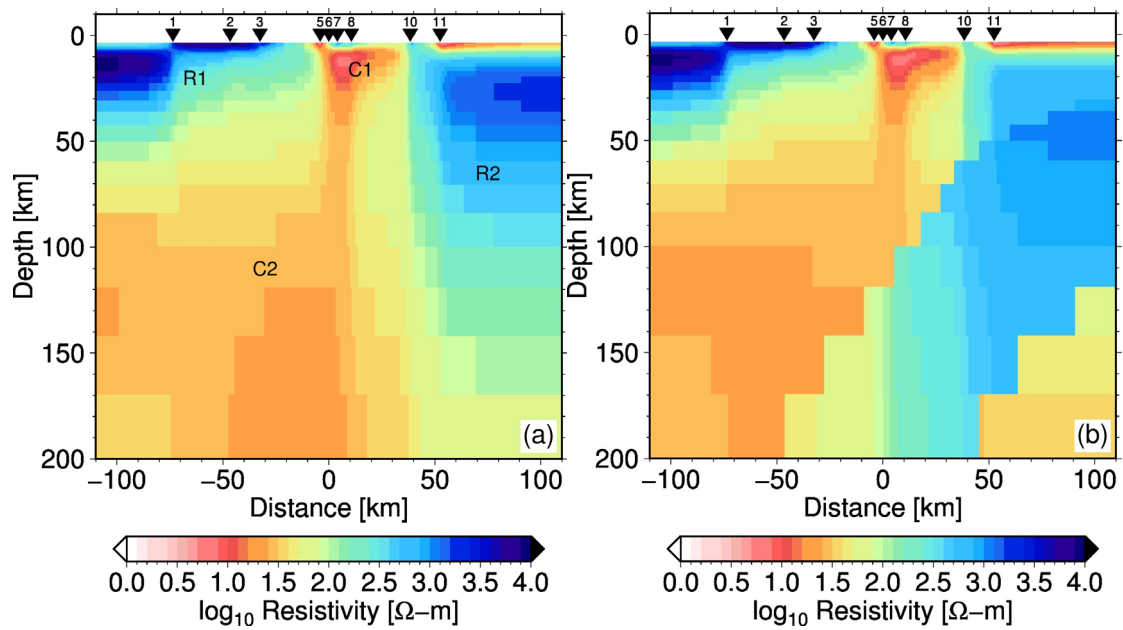 1 2 3 5 6 7 8 10 11
0
50
100
150
200
Depth [km]
R1
C1
R2
C2
(a)
−100 −50 0 50 100
Distance [km]
0.0 0.5 1.0 1.5 2.0 2.5 3.0 3.5 4.0
log10 Resistivity [Ω−m]
1 2 3 5 6 7 8 10 11
0
50
100
150
200
Depth [km]
(b)
−100 −50 0 50 100
Distance [km]
0.0 0.5 1.0 1.5 2.0 2.5 3.0 3.5 4.0
log10 Resistivity [Ω−m]